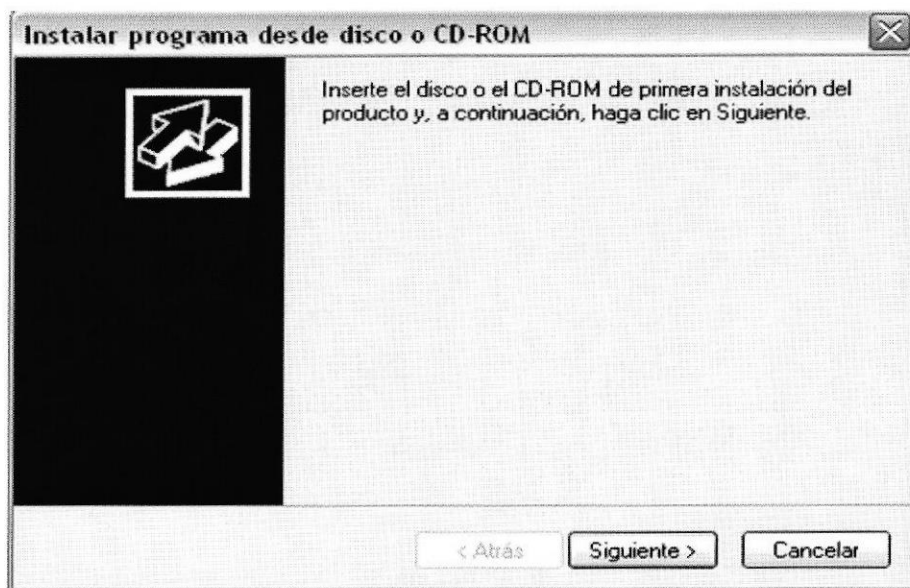 Instalar programa desde disco o CD-ROM
Inserte el disco o el CD-ROM de primera instalación del
producto y, a continuación, haga clic en Siguiente.
< Atrás
Siguiente >
Cancelar